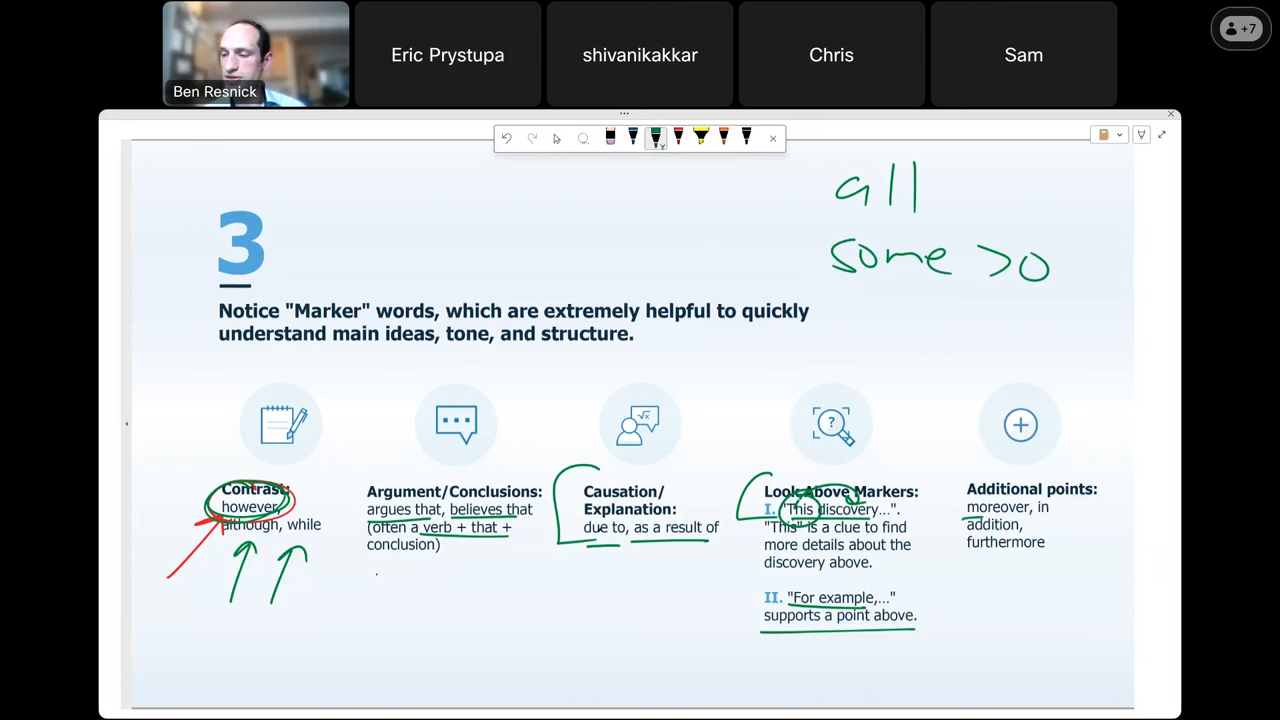 +7
Ben Resnick
Eric Prystupa
shivanikakkar
Chris
Sam
all
some >0
3
Notice "Marker" words, which are extremely helpful to quickly
understand main ideas, tone, and structure.
Contrast:
however,
although, while
Argument/Conclusions:
argues that, believes that
(often a verb + that +
conclusion)
√x
Causation/
Explanation:
due to, as a result of
?
Look Above Markers:
I. "This discovery…".
"This" is a clue to find
more details about the
discovery above.
II. "For example,…"
supports a point above.
Additional points:
moreover, in
addition,
furthermore